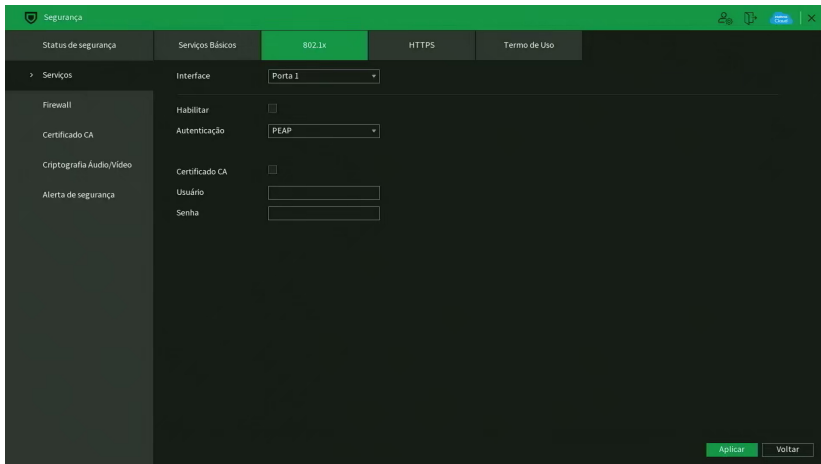 Segurança
Status de segurança
Serviços Básicos
802.1x
HTTPS
Termo de Uso
> Serviços
Interface
Porta 1
Firewall
Habilitar
Certificado CA
Autenticação
PEAP
Criptografia Áudio/Vídeo
Certificado CA
Alerta de segurança
Usuário
Senha
Aplicar
Voltar